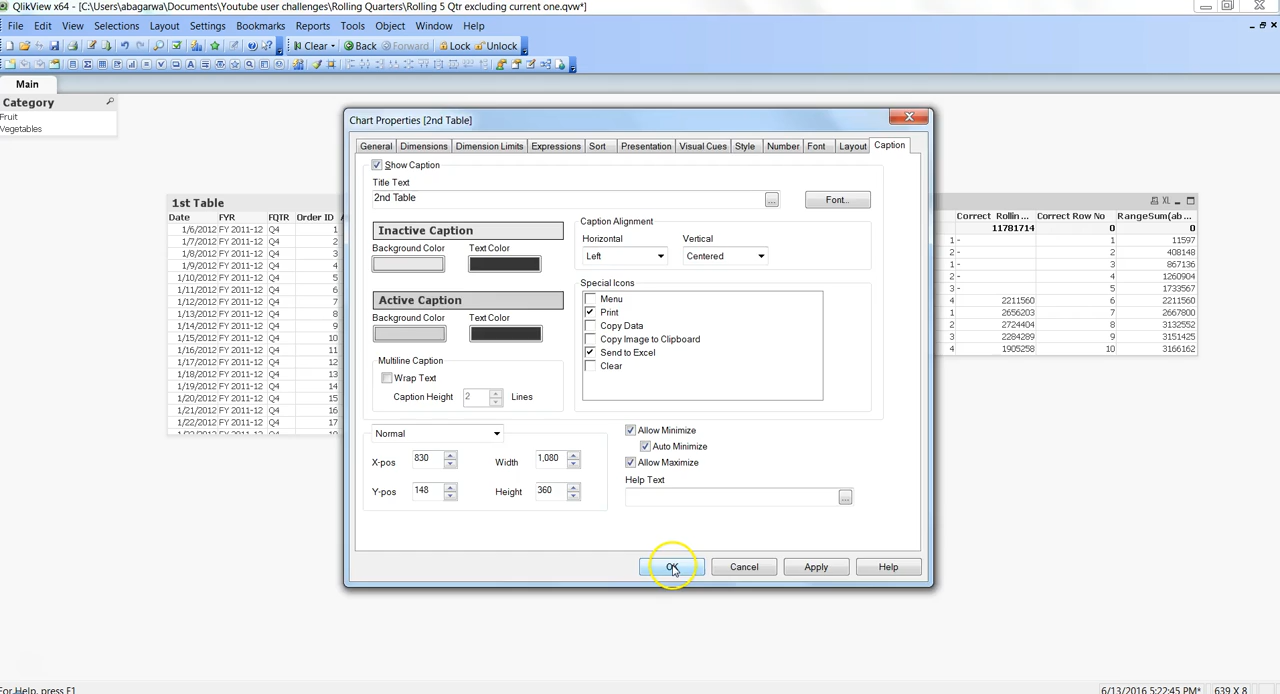 QlikView x64 - [C:\Users\abagarwa\Documents\Youtube user challenges\Rolling Quarters\Rolling 5 Qtr excluding current one.qvw*]
File Edit View Selections Layout Settings Bookmarks Reports Tools Object Window Help
Clear Back Forward Lock Unlock
Main
Category
Fruit
Vegetables
1st Table
Date FYR FQTR Order ID
1/6/2012 FY 2011-12 Q4 1
1/7/2012 FY 2011-12 Q4 2
1/8/2012 FY 2011-12 Q4 3
1/9/2012 FY 2011-12 Q4 4
1/10/2012 FY 2011-12 Q4 5
1/11/2012 FY 2011-12 Q4 6
1/12/2012 FY 2011-12 Q4 7
1/13/2012 FY 2011-12 Q4 8
1/14/2012 FY 2011-12 Q4 9
1/15/2012 FY 2011-12 Q4 10
1/16/2012 FY 2011-12 Q4 11
1/17/2012 FY 2011-12 Q4 12
1/18/2012 FY 2011-12 Q4 13
1/19/2012 FY 2011-12 Q4 14
1/20/2012 FY 2011-12 Q4 15
1/21/2012 FY 2011-12 Q4 16
1/22/2012 FY 2011-12 Q4 17
Chart Properties [2nd Table]
General Dimensions Dimension Limits Expressions Sort Presentation Visual Cues Style Number Font Layout Caption
Show Caption
Title Text
2nd Table
...
Font..
Inactive Caption
Background Color Text Color
Active Caption
Background Color Text Color
Multiline Caption
Wrap Text
Caption Height 2 Lines
Caption Alignment
Horizontal Vertical
Left Centered
Special Icons
Menu
Print
Copy Data
Copy Image to Clipboard
Send to Excel
Clear
Normal
X-pos 830 Width 1,080
Y-pos 148 Height 360
Allow Minimize
Auto Minimize
Allow Maximize
Help Text
...
OK Cancel Apply Help
XL
Correct Rollin... Correct Row No RangeSum(ab...
11781714 0 0
1 - 1 11597
2 - 2 408148
1 - 3 867136
2 - 4 1260904
3 - 5 1733567
4 2211560 6 2211560
1 2656203 7 2667800
2 2724404 8 3132552
3 2284289 9 3151425
4 1905258 10 3166162
For Help, press F1
6/13/2016 5:22:45 PM* 639 X 8